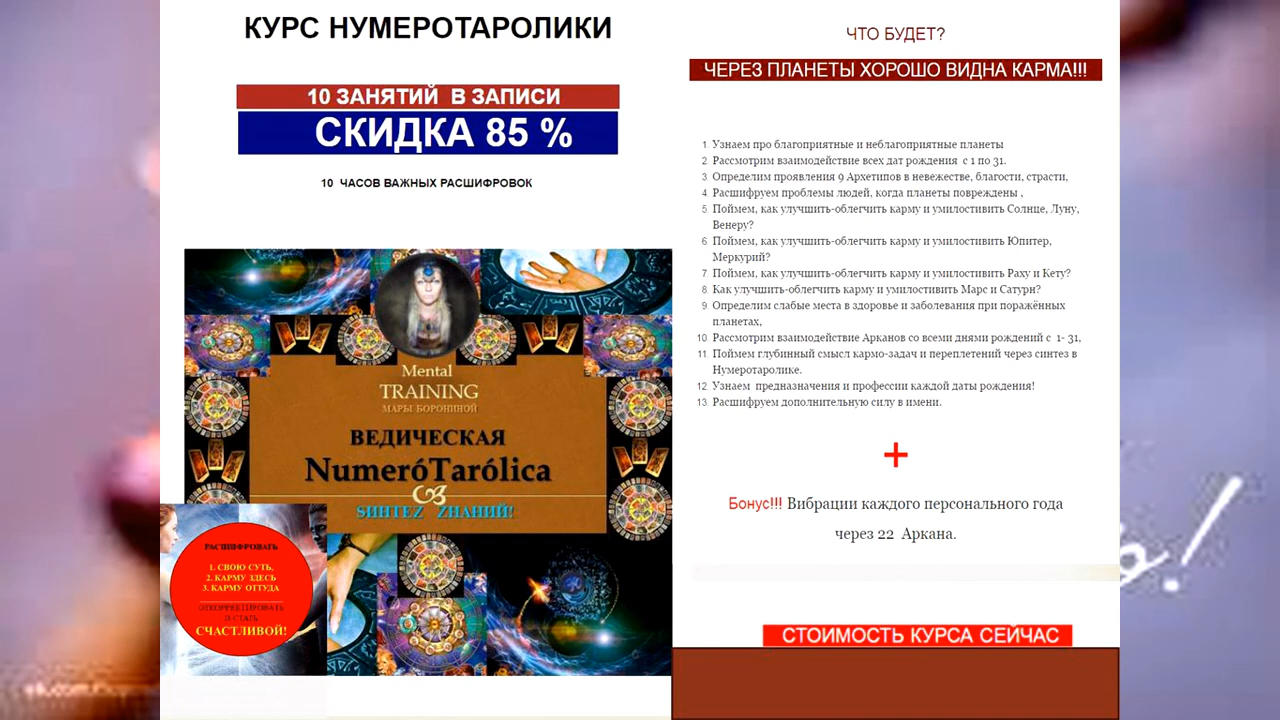 КУРС НУМЕРОТАРОЛИКИ
10 ЗАНЯТИЙ В ЗАПИСИ
СКИДКА 85 %
10 ЧАСОВ ВАЖНЫХ РАСШИФРОВОК
Mental
TRAINING
МАРЫ БОРОНИНОЙ
ВЕДИЧЕСКАЯ
NumeróTarólica
SИНТЕZ ZНАНИЙ!
РАСШИФРОВАТЬ
1. СВОЮ СУТЬ,
2. КАРМУ ЗДЕСЬ
3. КАРМУ ОТТУДА
ОТКОРРЕКТИРОВАТЬ
И СТАТЬ
СЧАСТЛИВОЙ!
ЧТО БУДЕТ?
ЧЕРЕЗ ПЛАНЕТЫ ХОРОШО ВИДНА КАРМА!!!
1. Узнаем про благоприятные и неблагоприятные планеты
2. Рассмотрим взаимодействие всех дат рождения с 1 по 31.
3. Определим проявления 9 Архетипов в невежестве, благости, страсти,
4. Расшифруем проблемы людей, когда планеты повреждены ,
5. Поймем, как улучшить-облегчить карму и умилостивить Солнце, Луну,
Венеру?
6. Поймем, как улучшить-облегчить карму и умилостивить Юпитер,
Меркурий?
7. Поймем, как улучшить-облегчить карму и умилостивить Раху и Кету?
8. Как улучшить-облегчить карму и умилостивить Марс и Сатурн?
9. Определим слабые места в здоровье и заболевания при поражённых
планетах,
10. Рассмотрим взаимодействие Арканов со всеми днями рождений с 1- 31,
11. Поймем глубинный смысл кармо-задач и переплетений через синтез в
Нумеротаролике.
12. Узнаем предназначения и профессии каждой даты рождения!
13. Расшифруем дополнительную силу в имени.
+
Бонус!!! Вибрации каждого персонального года
через 22 Аркана.
СТОИМОСТЬ КУРСА СЕЙЧАС